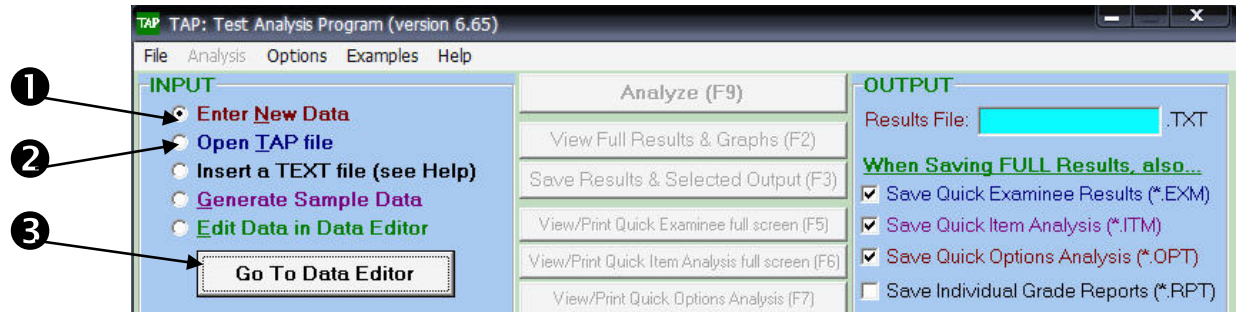 TAP TAP: Test Analysis Program (version 6.65) X
File Analysis Options Examples Help
❶
❷
❸
INPUT
Enter New Data
Open TAP file
Insert a TEXT file (see Help)
Generate Sample Data
Edit Data in Data Editor
Go To Data Editor
Analyze (F9)
View Full Results & Graphs (F2)
Save Results & Selected Output (F3)
View/Print Quick Examinee full screen (F5)
View/Print Quick Item Analysis full screen (F6)
View/Print Quick Options Analysis (F7)
OUTPUT
Results File: .TXT
When Saving FULL Results, also...
Save Quick Examinee Results (*.EXM)
Save Quick Item Analysis (*.ITM)
Save Quick Options Analysis (*.OPT)
Save Individual Grade Reports (*.RPT)